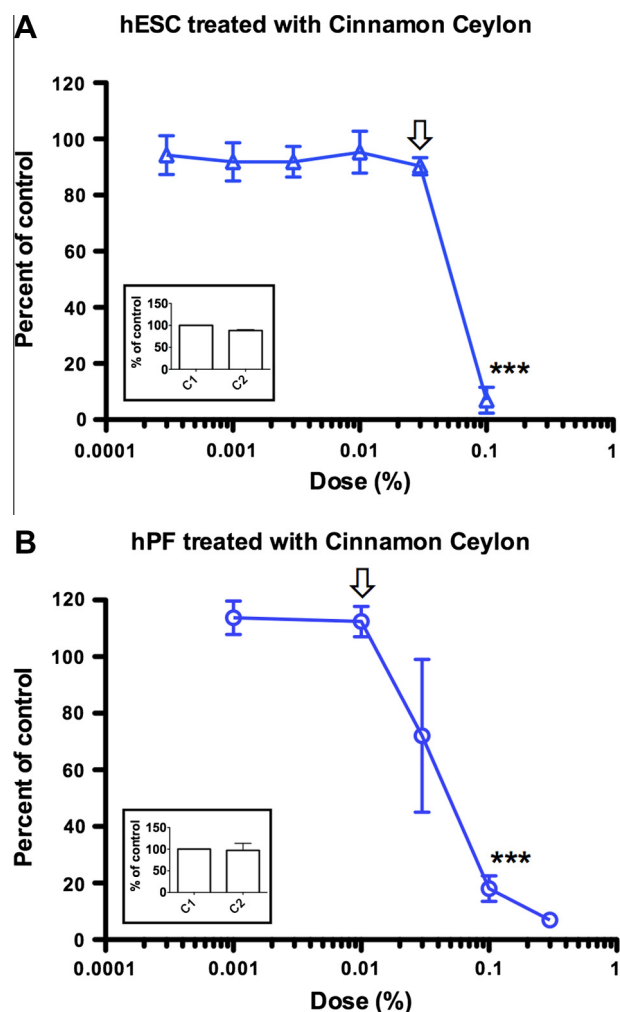 A
hESC treated with Cinnamon Ceylon
120
100
80
60
40
20
0
Percent of control
***
150
100
50
0
% of control
C1 C2
0.0001 0.001 0.01 0.1 1
Dose (%)
B
hPF treated with Cinnamon Ceylon
120
100
80
60
40
20
0
Percent of control
***
150
100
50
0
% of control
C1 C2
0.0001 0.001 0.01 0.1 1
Dose (%)